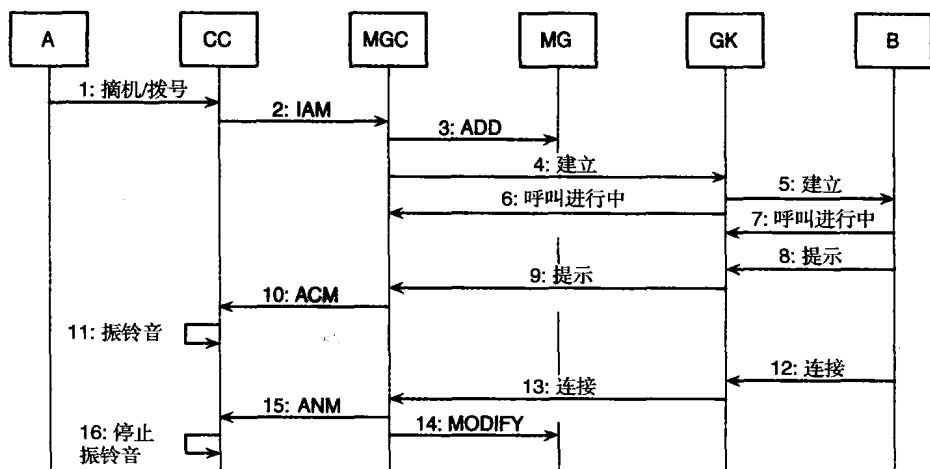 A
CC
MGC
MG
GK
B
1: 摘机/拨号
2: IAM
3: ADD
4: 建立
5: 建立
6: 呼叫进行中
7: 呼叫进行中
8: 提示
9: 提示
10: ACM
11: 振铃音
12: 连接
13: 连接
15: ANM
14: MODIFY
16: 停止
振铃音